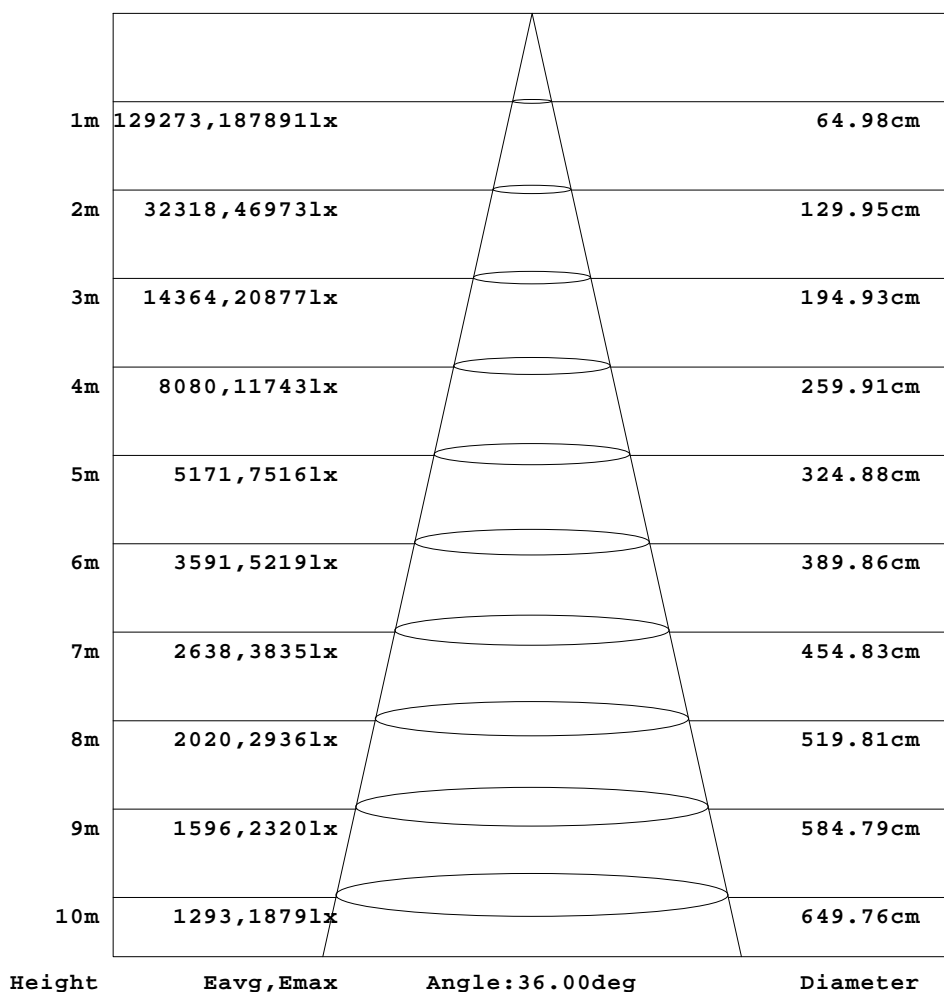 1m 129273,187891lx 64.98cm
2m 32318,46973lx 129.95cm
3m 14364,20877lx 194.93cm
4m 8080,11743lx 259.91cm
5m 5171,7516lx 324.88cm
6m 3591,5219lx 389.86cm
7m 2638,3835lx 454.83cm
8m 2020,2936lx 519.81cm
9m 1596,2320lx 584.79cm
10m 1293,1879lx 649.76cm
Height Eavg,Emax Angle:36.00deg Diameter